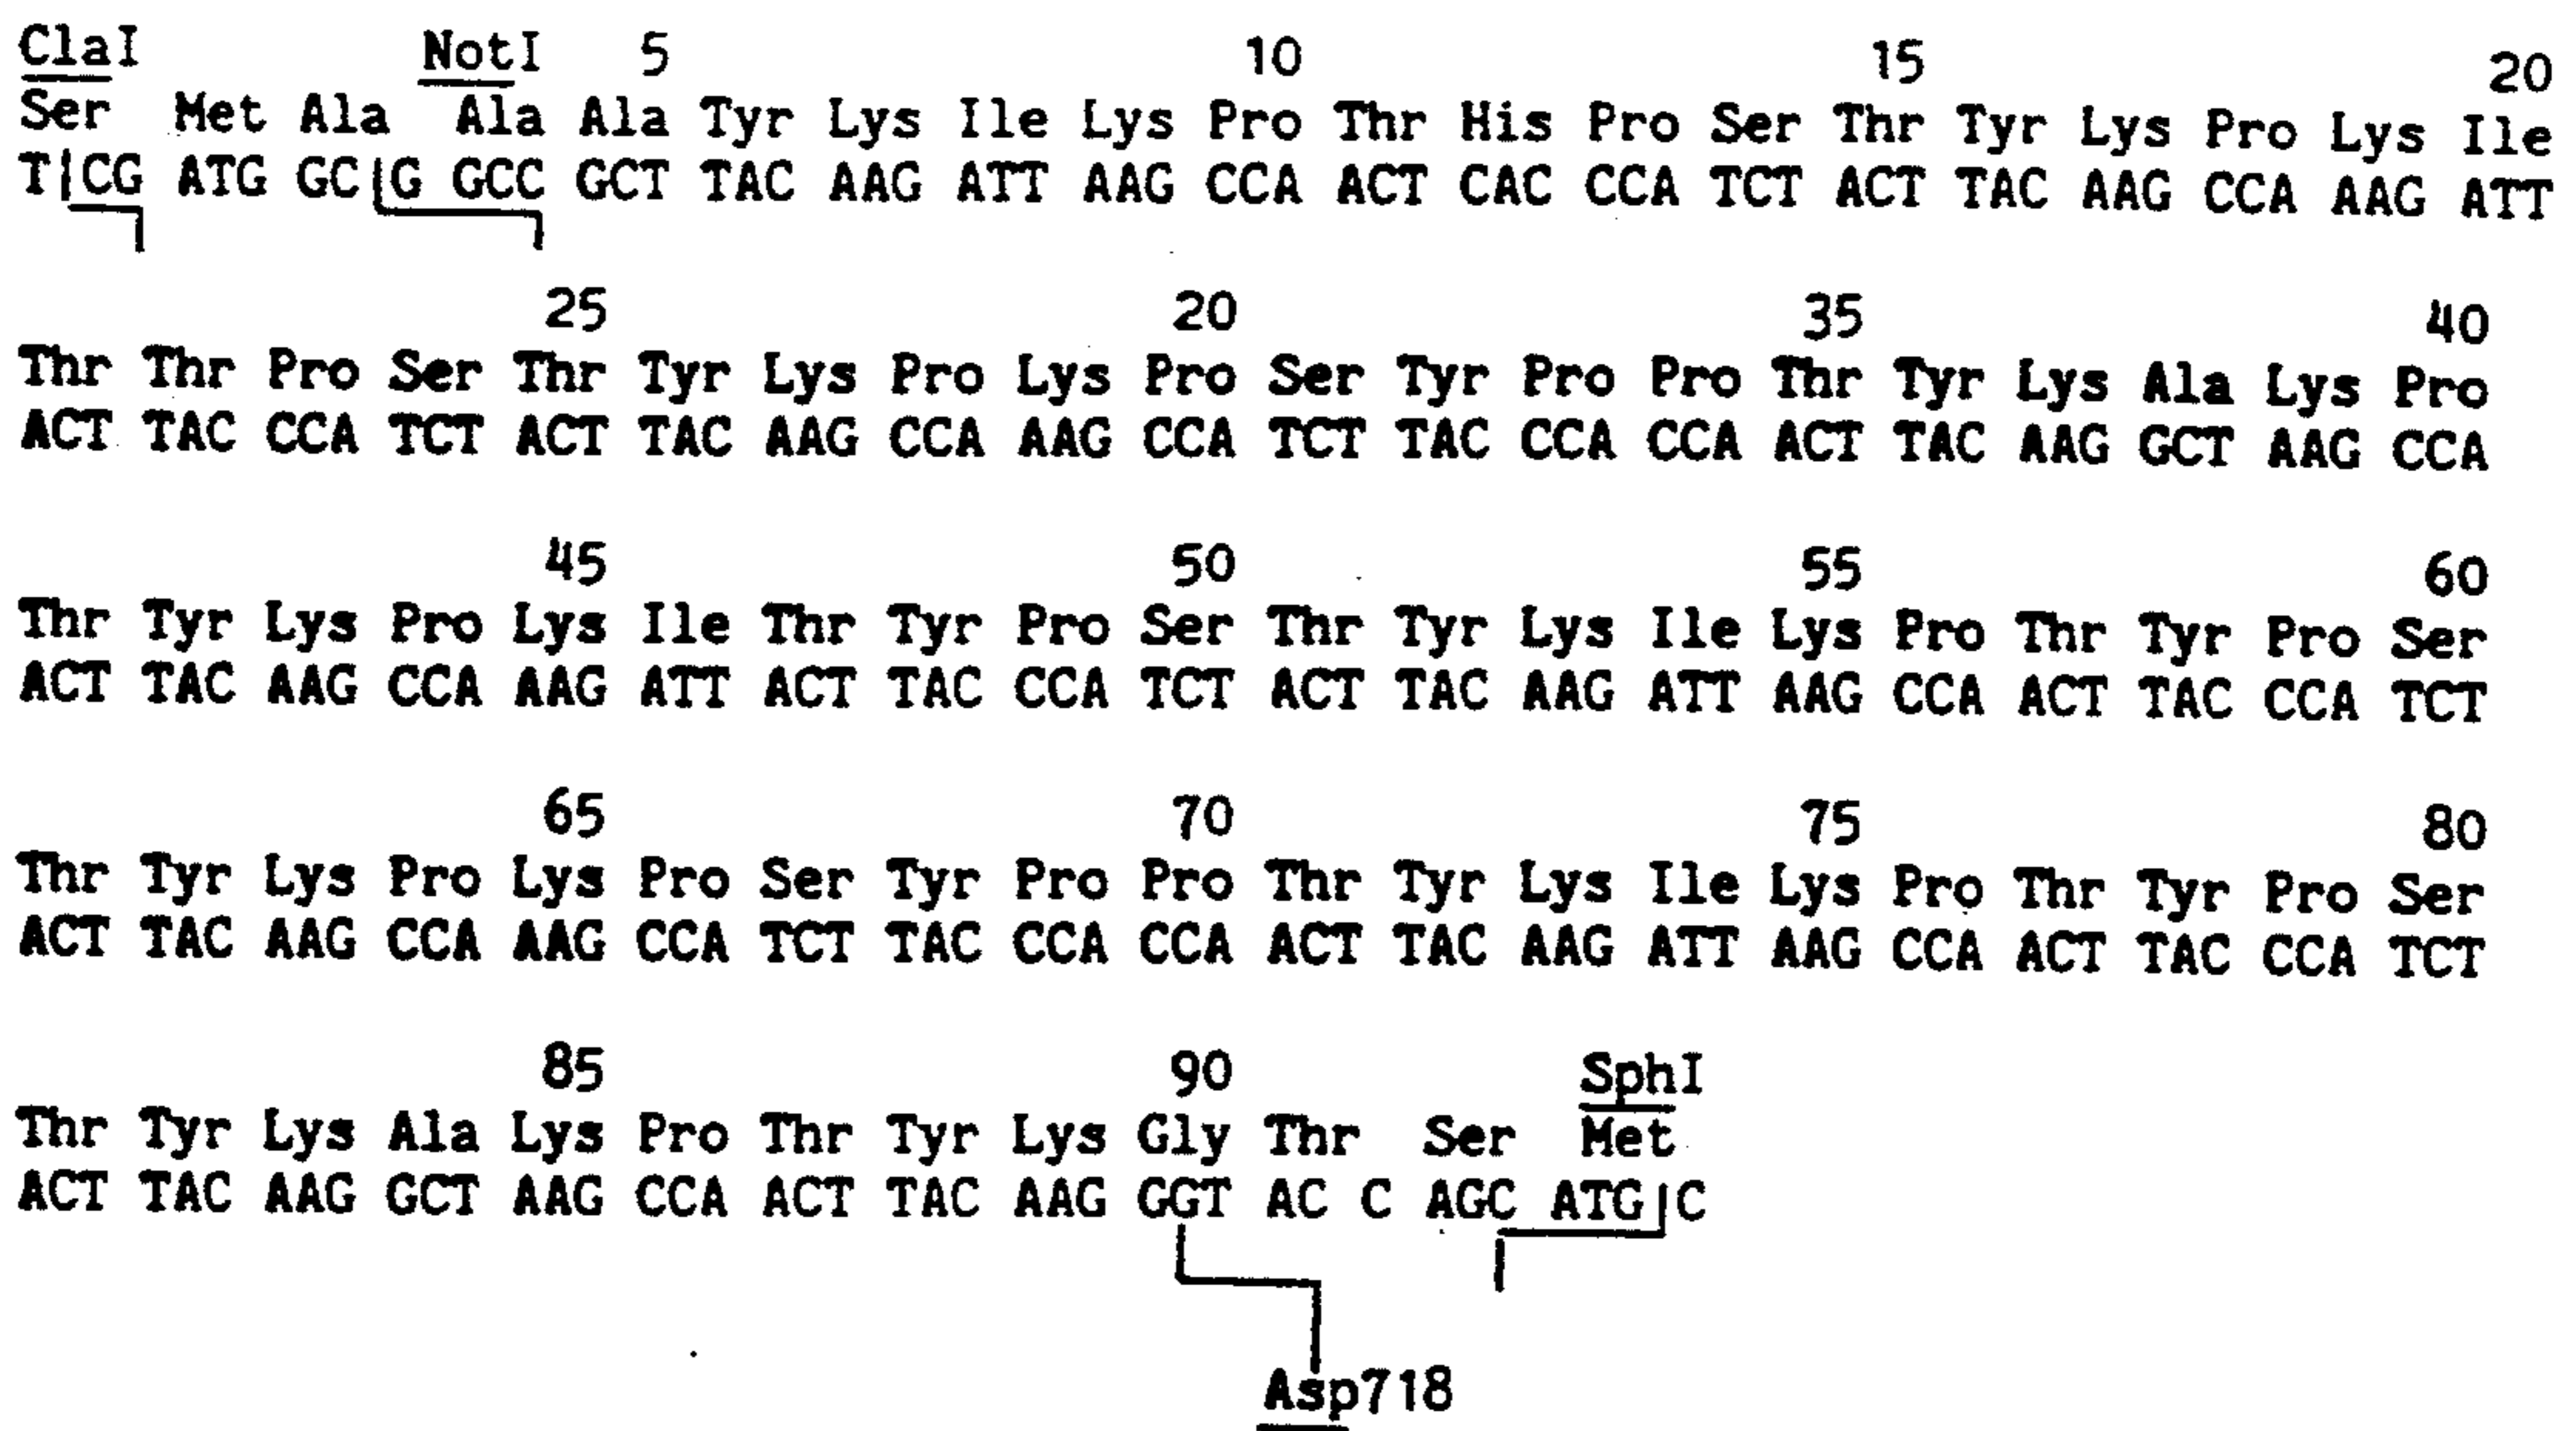 ClaI NotI 5 10 15 20
Ser Met Ala Ala Ala Tyr Lys Ile Lys Pro Thr His Pro Ser Thr Tyr Lys Pro Lys Ile
T|CG ATG GC|G GCC GCT TAC AAG ATT AAG CCA ACT CAC CCA TCT ACT TAC AAG CCA AAG ATT
25 20 35 40
Thr Thr Pro Ser Thr Tyr Lys Pro Lys Pro Ser Tyr Pro Pro Thr Tyr Lys Ala Lys Pro
ACT TAC CCA TCT ACT TAC AAG CCA AAG CCA TCT TAC CCA CCA ACT TAC AAG GCT AAG CCA
45 50 55 60
Thr Tyr Lys Pro Lys Ile Thr Tyr Pro Ser Thr Tyr Lys Ile Lys Pro Thr Tyr Pro Ser
ACT TAC AAG CCA AAG ATT ACT TAC CCA TCT ACT TAC AAG ATT AAG CCA ACT TAC CCA TCT
65 70 75 80
Thr Tyr Lys Pro Lys Pro Ser Tyr Pro Pro Thr Tyr Lys Ile Lys Pro Thr Tyr Pro Ser
ACT TAC AAG CCA AAG CCA TCT TAC CCA CCA ACT TAC AAG ATT AAG CCA ACT TAC CCA TCT
85 90 SphI
Thr Tyr Lys Ala Lys Pro Thr Tyr Lys Gly Thr Ser Met
ACT TAC AAG GCT AAG CCA ACT TAC AAG GGT AC C AGC ATG|C
Asp718